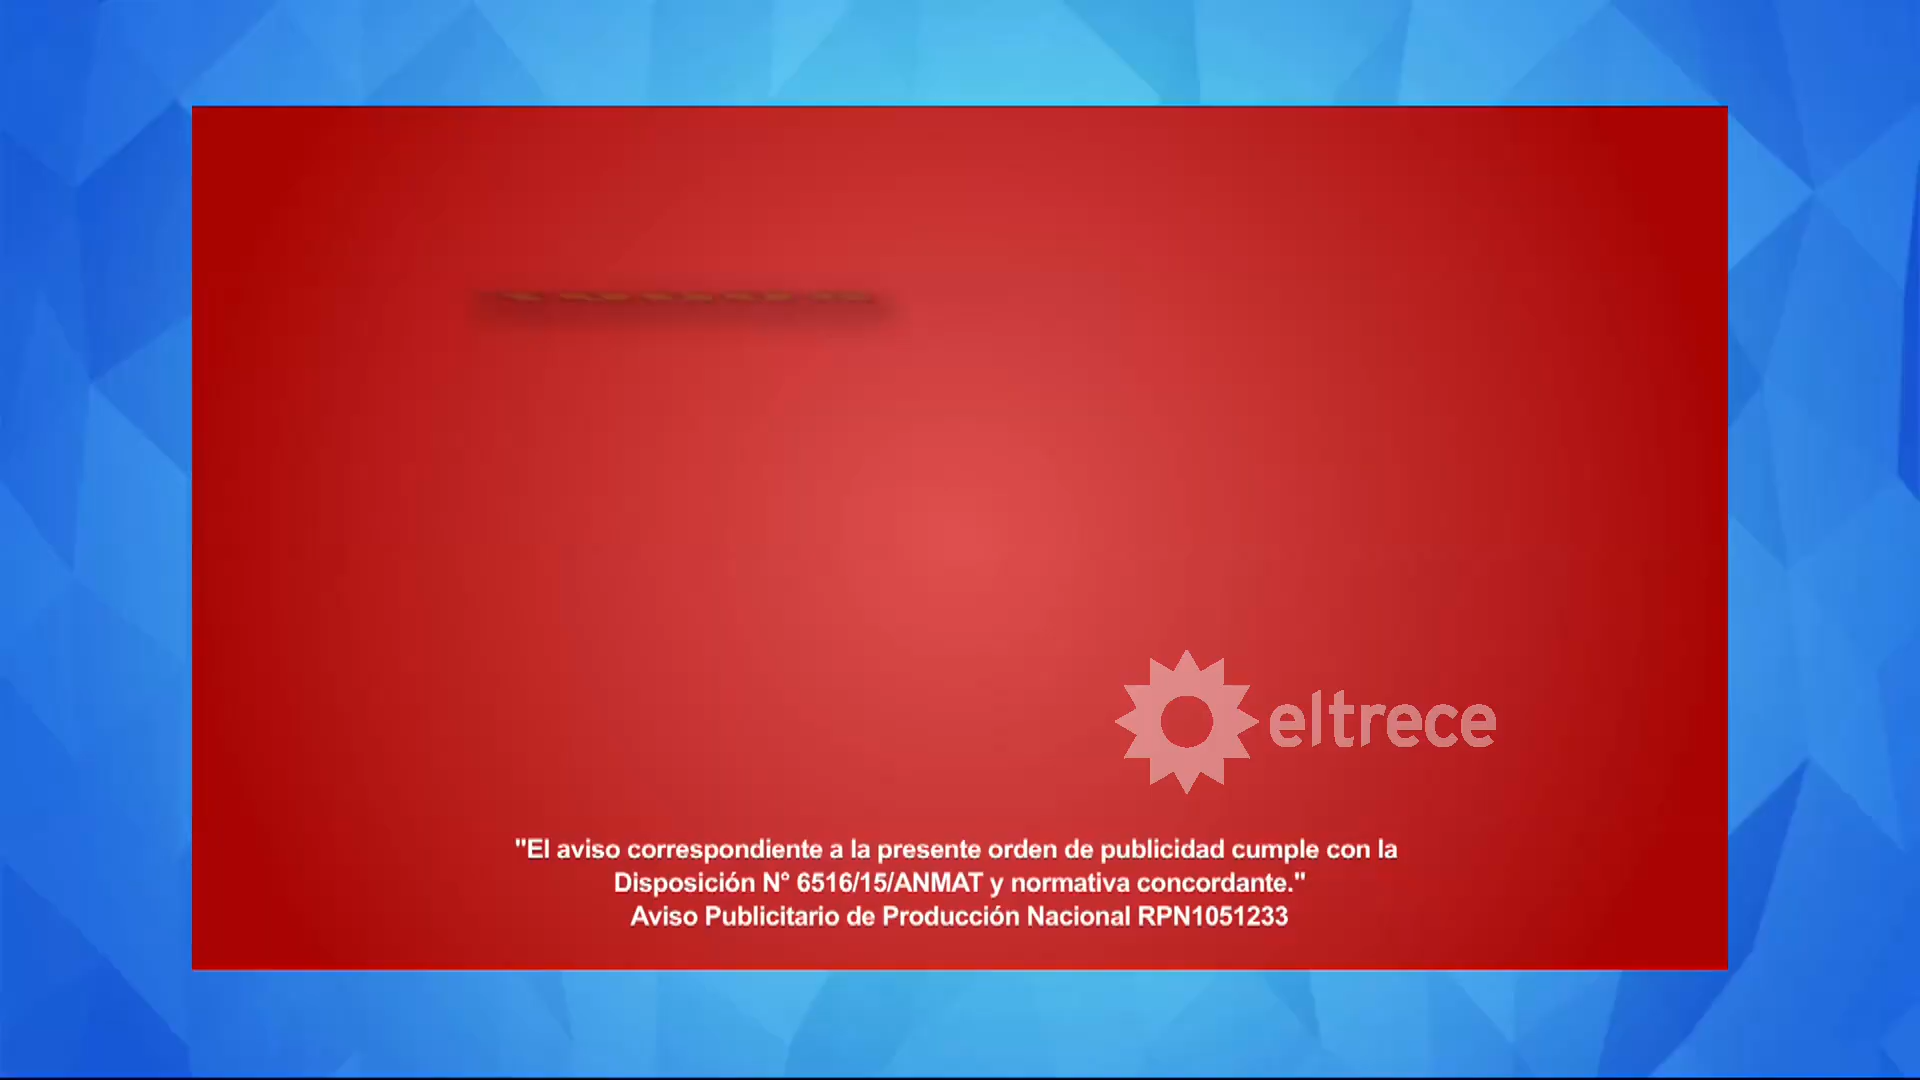 eltrece
"El aviso correspondiente a la presente orden de publicidad cumple con la
Disposición N° 6516/15/ANMAT y normativa concordante."
Aviso Publicitario de Producción Nacional RPN1051233